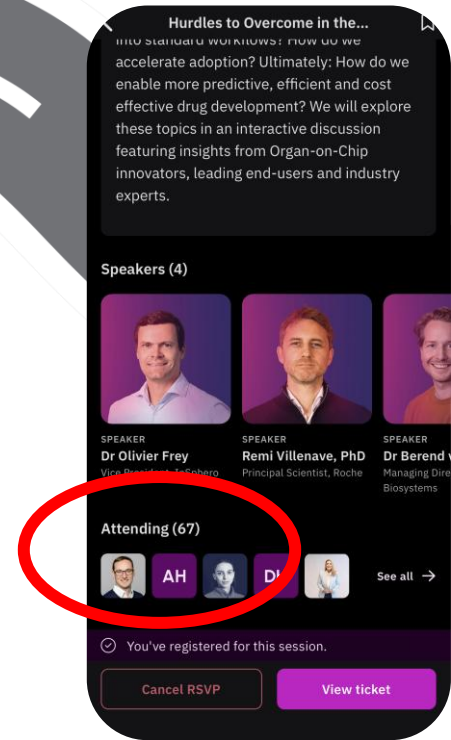 Hurdles to Overcome in the...
into standard workflows? How do we
accelerate adoption? Ultimately: How do we
enable more predictive, efficient and cost
effective drug development? We will explore
these topics in an interactive discussion
featuring insights from Organ-on-Chip
innovators, leading end-users and industry
experts.
Speakers (4)
SPEAKER
Dr Olivier Frey
Vice President, InSphero
SPEAKER
Remi Villenave, PhD
Principal Scientist, Roche
SPEAKER
Dr Berend
Managing Dire
Biosystems
Attending (67)
AH
See all →
You've registered for this session.
Cancel RSVP
View ticket